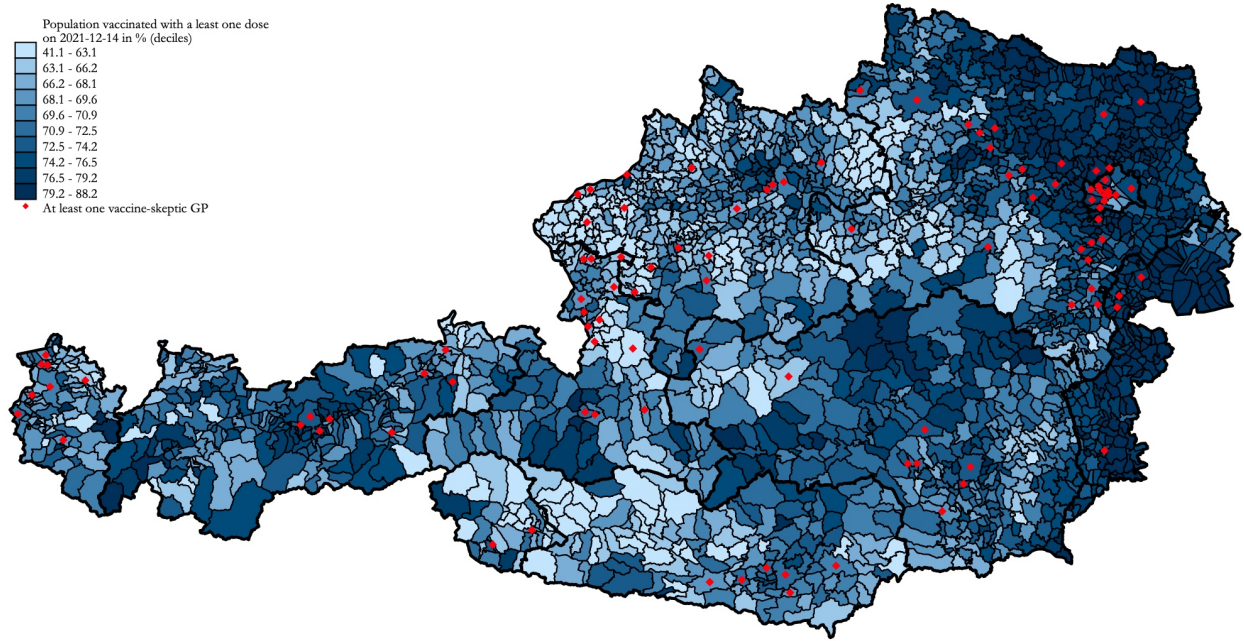 Population vaccinated with a least one dose
on 2021-12-14 in % (deciles)
41.1 - 63.1
63.1 - 66.2
66.2 - 68.1
68.1 - 69.6
69.6 - 70.9
70.9 - 72.5
72.5 - 74.2
74.2 - 76.5
76.5 - 79.2
79.2 - 88.2
At least one vaccine-skeptic GP